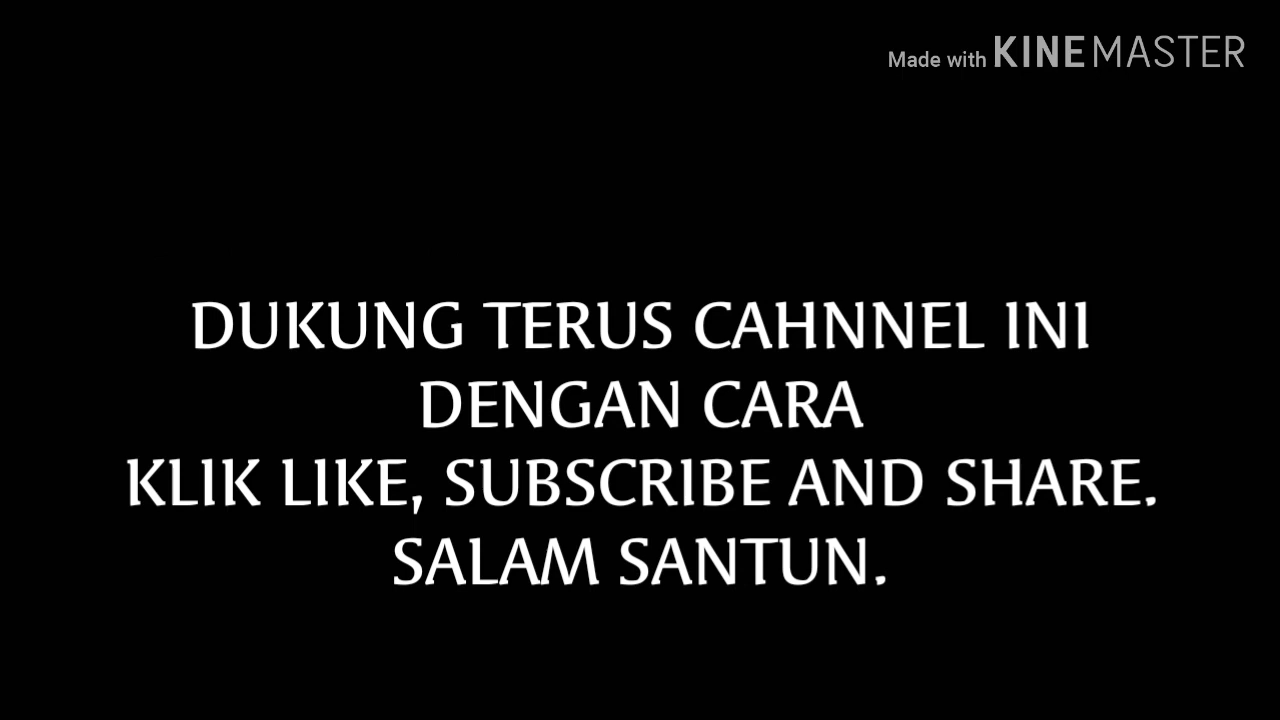 Made with KINEMASTER
DUKUNG TERUS CAHNNEL INI
DENGAN CARA
KLIK LIKE, SUBSCRIBE AND SHARE.
SALAM SANTUN.